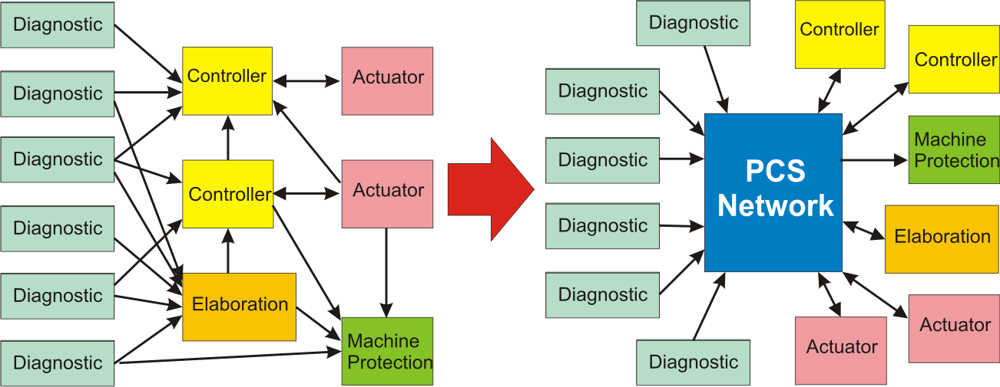 Diagnostic
Diagnostic
Diagnostic
Diagnostic
Diagnostic
Diagnostic
Controller
Controller
Elaboration
Actuator
Actuator
Machine
Protection
Diagnostic
Diagnostic
Diagnostic
Diagnostic
Diagnostic
Diagnostic
PCS
Network
Controller
Controller
Machine
Protection
Elaboration
Actuator
Actuator